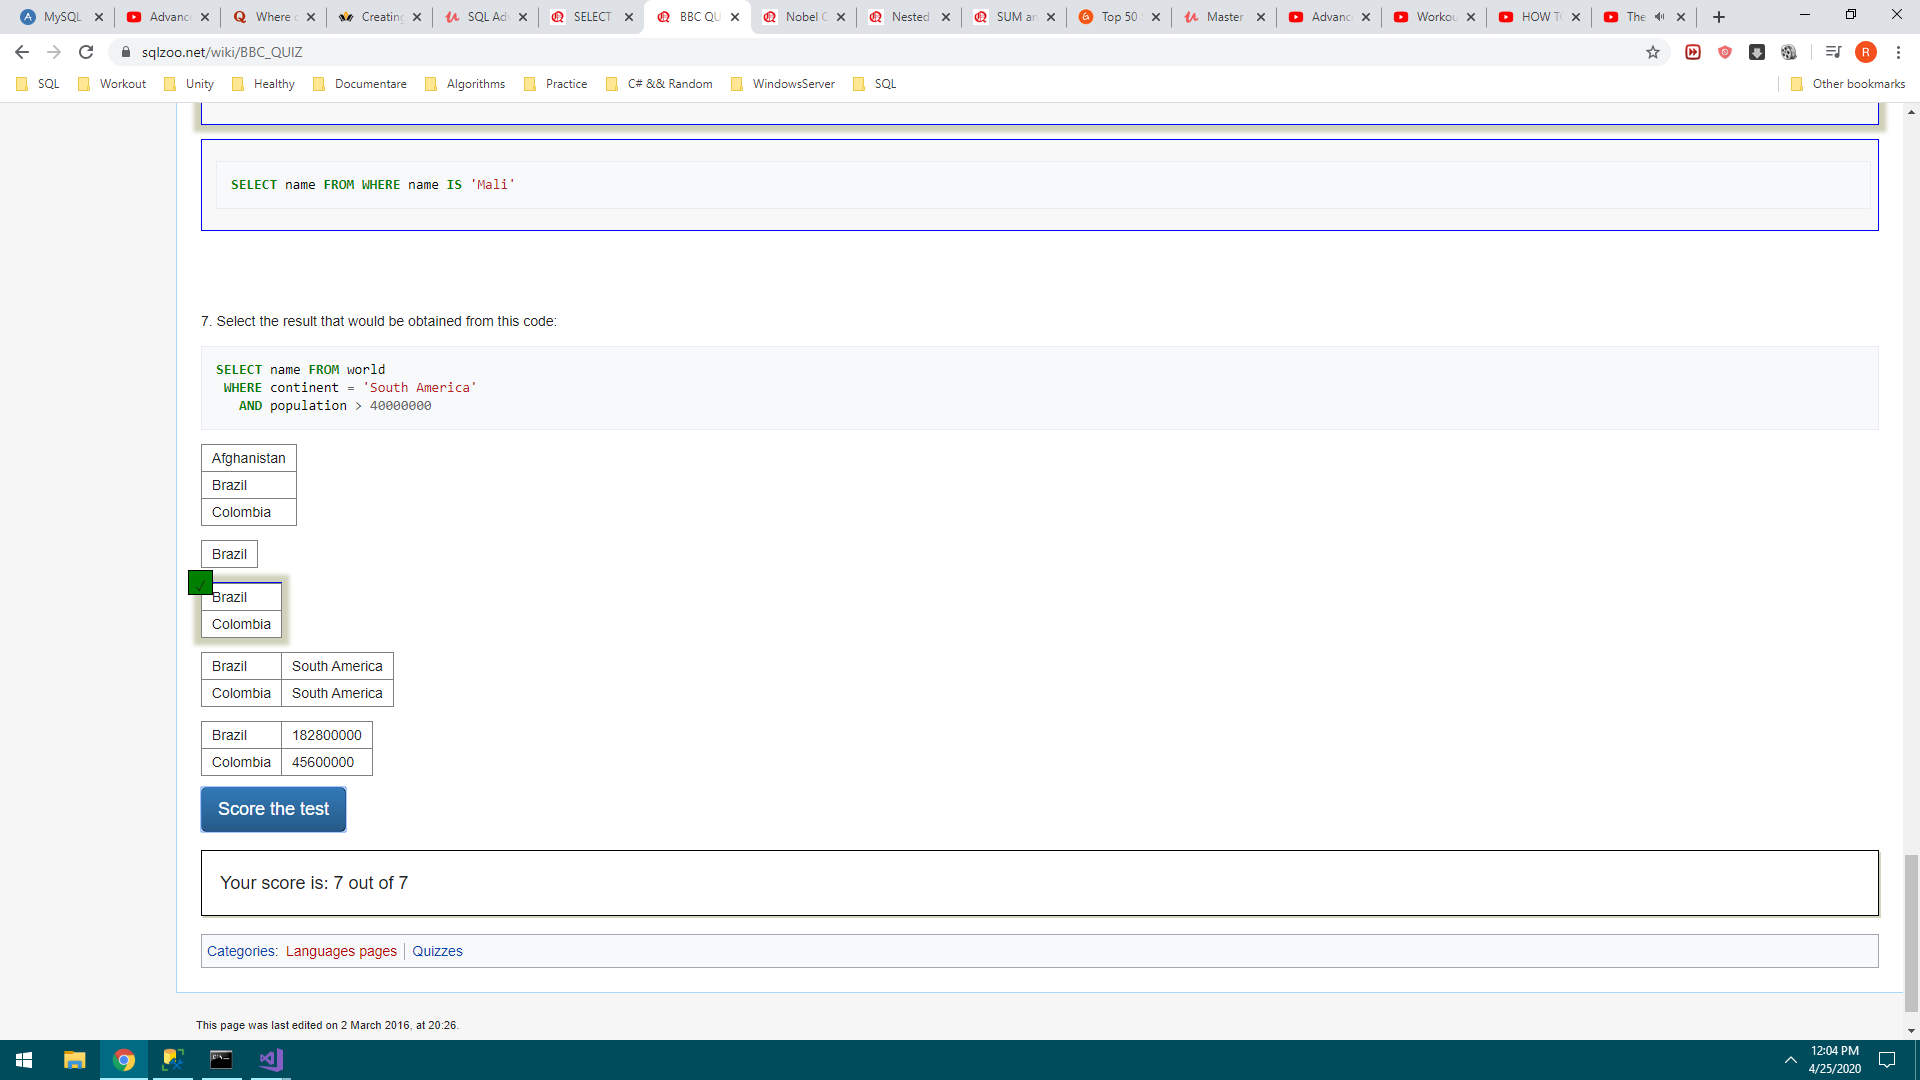 MySQL
Advanc
Where
Creating
SQL Ad
SELECT
BBC QU
Nobel
Nested
SUM an
Top 50
Master
Advanc
Workou
HOW T
The
sqlzoo.net/wiki/BBC_QUIZ
R
SQL
Workout
Unity
Healthy
Documentare
Algorithms
Practice
C# && Random
WindowsServer
SQL
Other bookmarks
SELECT name FROM WHERE name IS 'Mali'
7. Select the result that would be obtained from this code:
SELECT name FROM world
WHERE continent = 'South America'
AND population > 40000000
Afghanistan
Brazil
Colombia
Brazil
Brazil
Colombia
Brazil South America
Colombia South America
Brazil 182800000
Colombia 45600000
Score the test
Your score is: 7 out of 7
Categories: Languages pages Quizzes
This page was last edited on 2 March 2016, at 20:26.
12:04 PM
4/25/2020